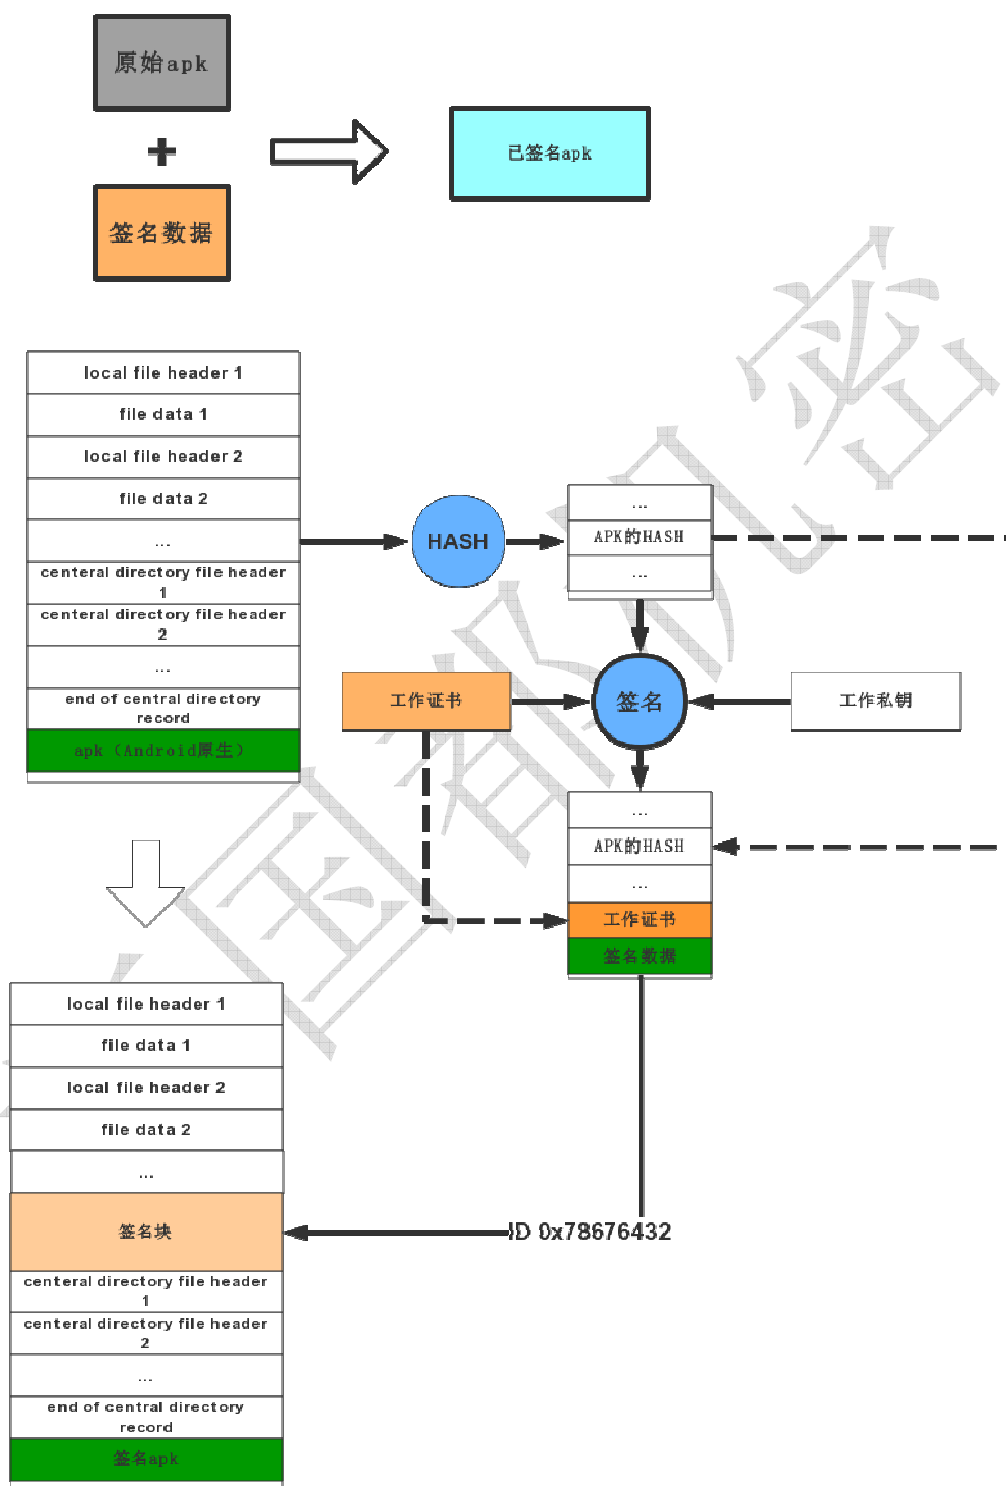 原始apk
签名数据
已签名apk
local file header 1
file data 1
local file header 2
file data 2
...
centeral directory file header
1
centeral directory file header
2
...
end of central directory
record
apk（Android原生）
HASH
...
APK的HASH
...
工作证书
签名
工作私钥
...
APK的HASH
...
工作证书
签名数据
local file header 1
file data 1
local file header 2
file data 2
...
签名块
ID 0x78676432
centeral directory file header
1
centeral directory file header
2
...
end of central directory
record
签名apk
国都机密